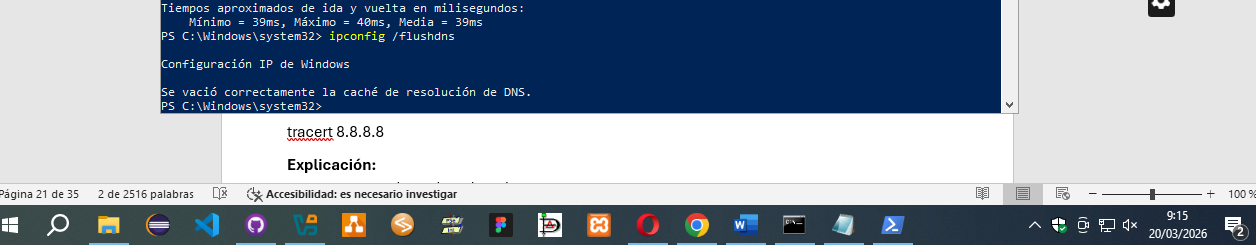 Tiempos aproximados de ida y vuelta en milisegundos:
    Mínimo = 39ms, Máximo = 40ms, Media = 39ms
PS C:\Windows\system32> ipconfig /flushdns
Configuración IP de Windows
Se vació correctamente la caché de resolución de DNS.
PS C:\Windows\system32>
tracert 8.8.8.8
Explicación:
Página 21 de 35 2 de 2516 palabras Accesibilidad: es necesario investigar 100 %
9:15
20/03/2026
2